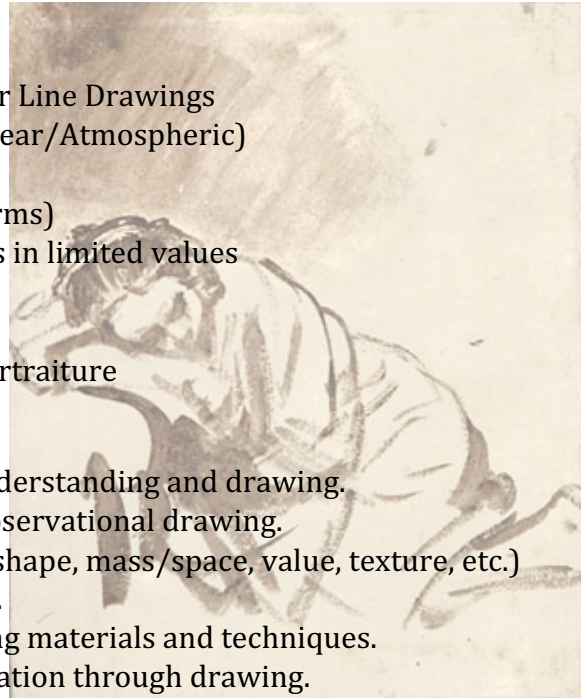 r Line Drawings
ear/Atmospheric)
rms)
s in limited values
rtraiture
derstanding and drawing.
servational drawing.
shape, mass/space, value, texture, etc.)
.
g materials and techniques.
ation through drawing.